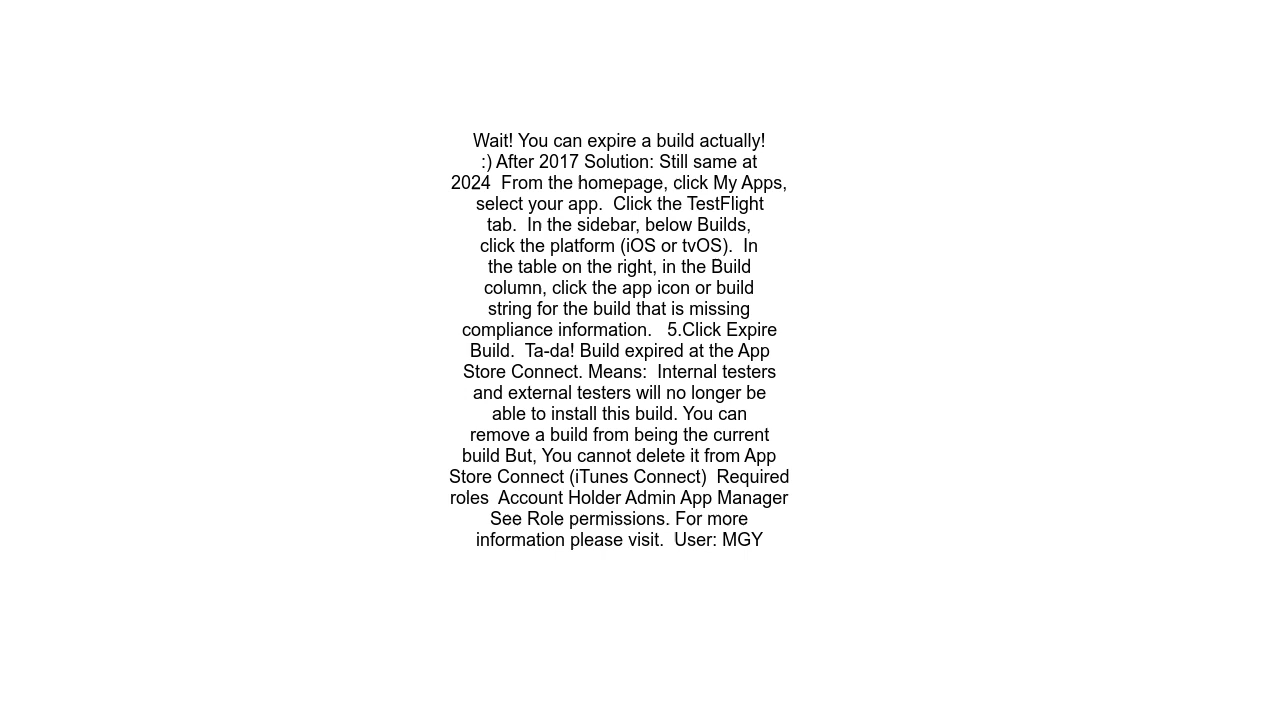 Wait! You can expire a build actually!
:) After 2017 Solution: Still same at
2024  From the homepage, click My Apps,
select your app.  Click the TestFlight
tab.  In the sidebar, below Builds,
click the platform (iOS or tvOS).  In
the table on the right, in the Build
column, click the app icon or build
string for the build that is missing
compliance information.   5.Click Expire
Build.  Ta-da! Build expired at the App
Store Connect. Means:  Internal testers
and external testers will no longer be
able to install this build. You can
remove a build from being the current
build But, You cannot delete it from App
Store Connect (iTunes Connect)  Required
roles  Account Holder Admin App Manager
See Role permissions. For more
information please visit.  User: MGY